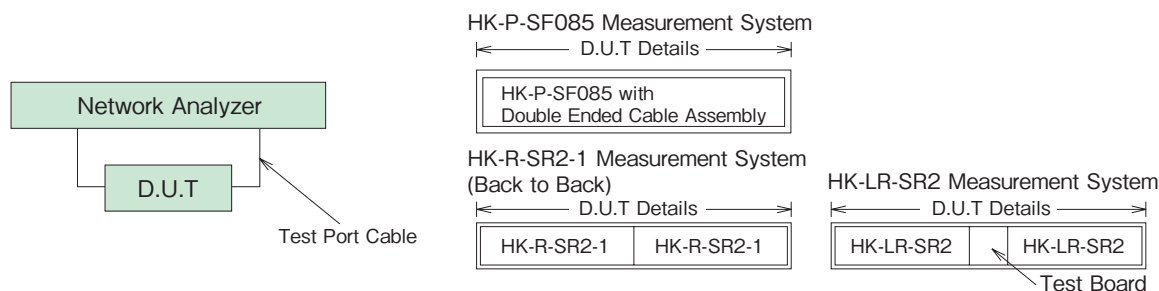 Network Analyzer
D.U.T
Test Port Cable
HK-P-SF085 Measurement System
D.U.T Details
HK-P-SF085 with
Double Ended Cable Assembly
HK-R-SR2-1 Measurement System
(Back to Back)
D.U.T Details
HK-R-SR2-1
HK-R-SR2-1
HK-LR-SR2 Measurement System
D.U.T Details
HK-LR-SR2
HK-LR-SR2
Test Board